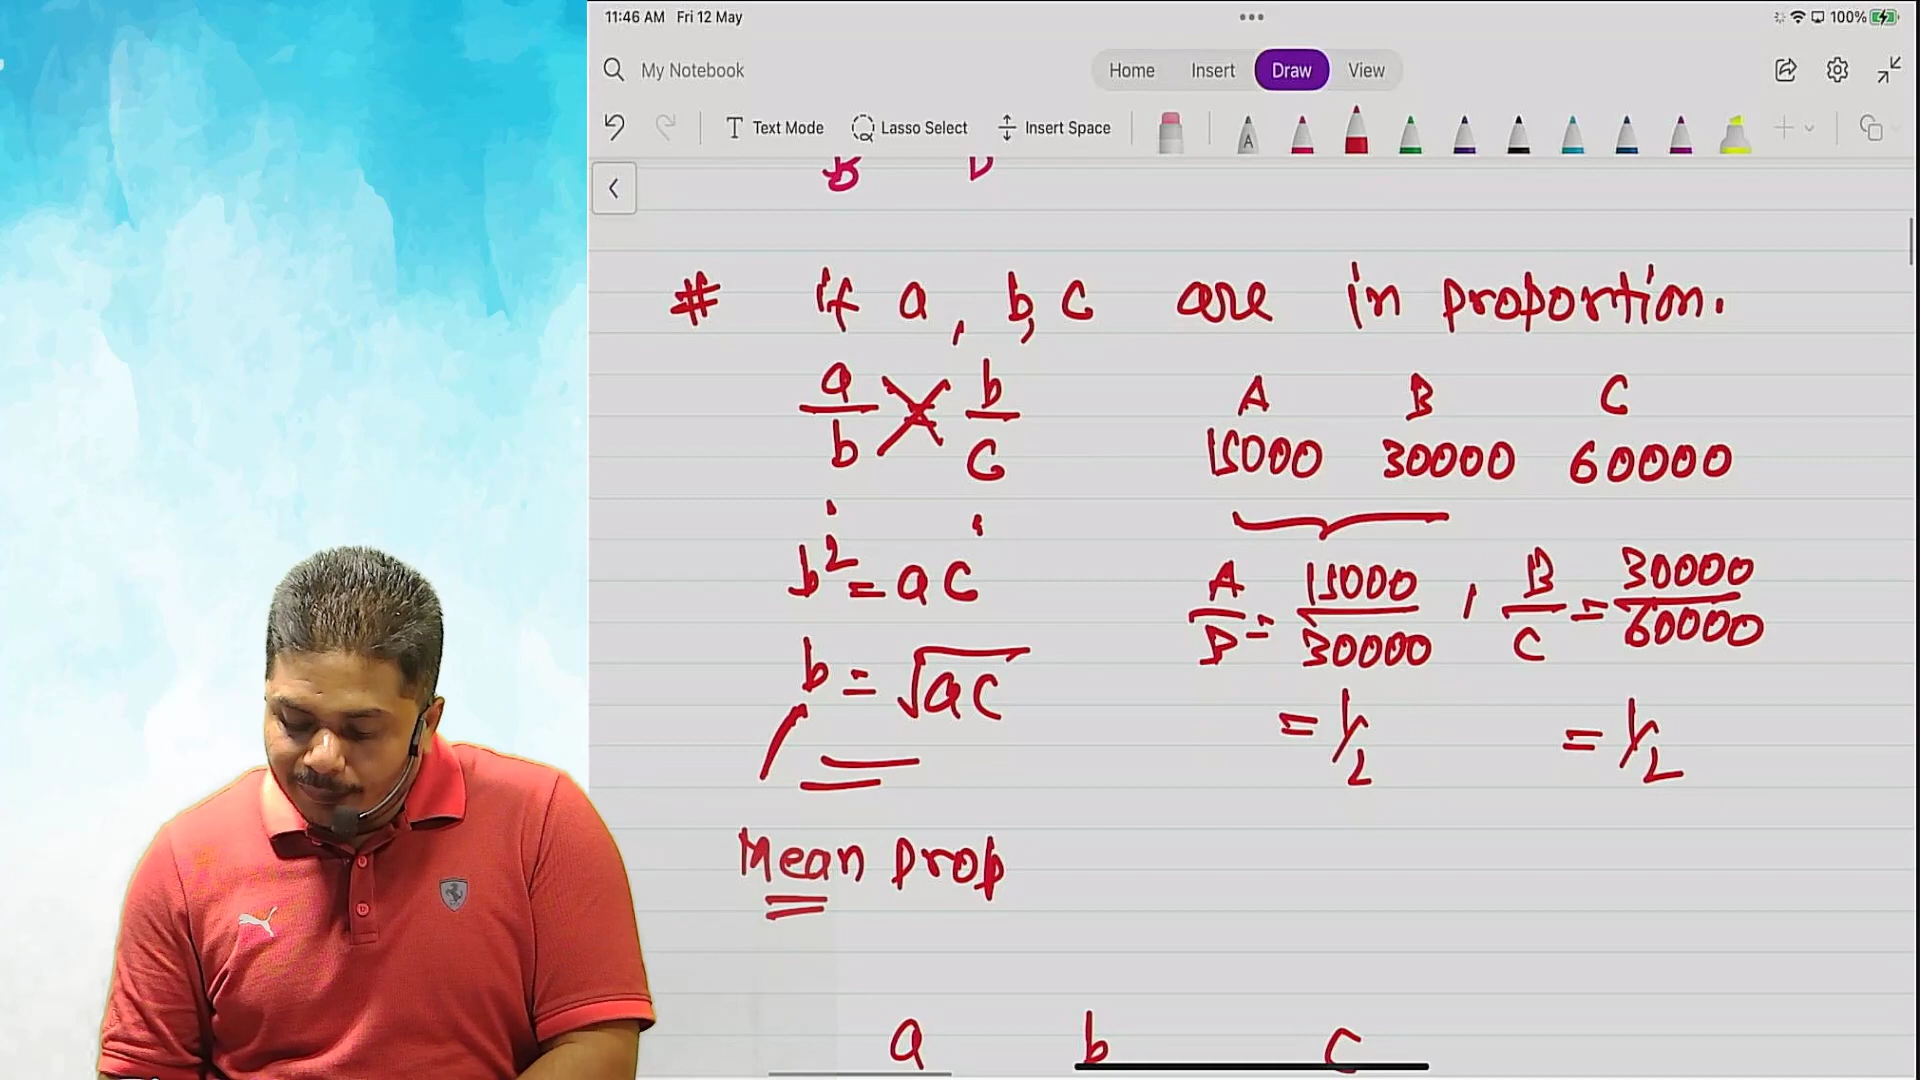 11:46 AM Fri 12 May
100%
My Notebook
Home Insert Draw View
Text Mode Lasso Select Insert Space
A
B D
# if a, b, c are in proportion.
a/b b/c
A B C
15000 30000 60000
b² = ac
A/B = 15000/30000 , B/C = 30000/60000
b = √ac
= 1/2 = 1/2
Mean prop
a b c